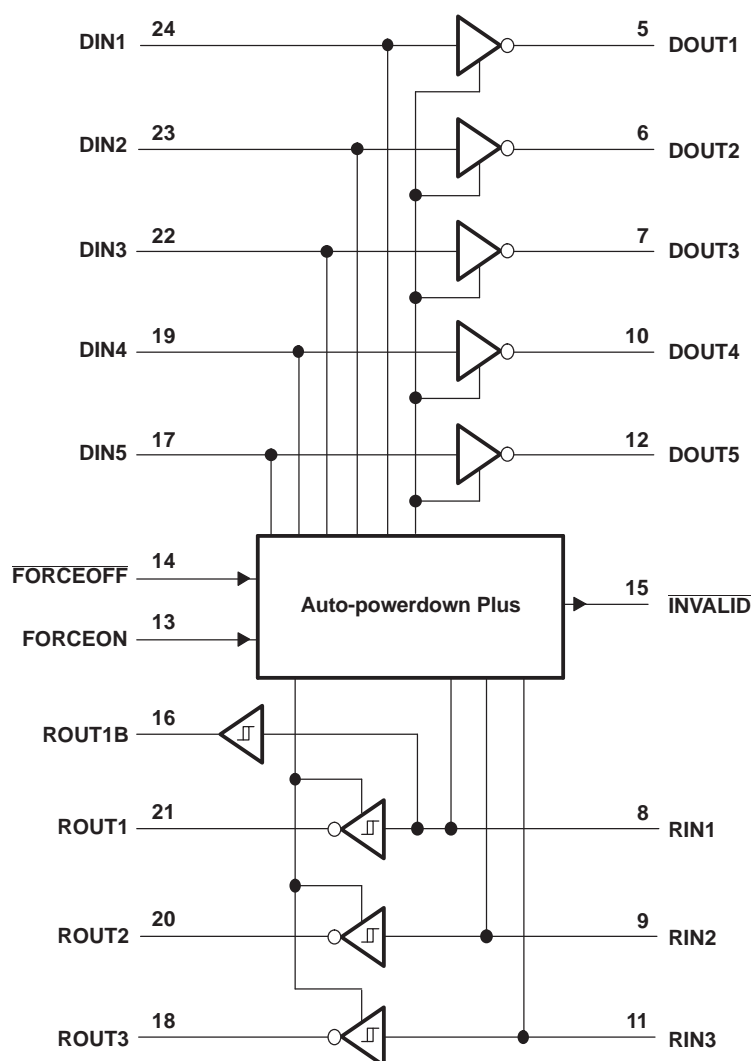 DIN1 24 5 DOUT1
DIN2 23 6 DOUT2
DIN3 22 7 DOUT3
DIN4 19 10 DOUT4
DIN5 17 12 DOUT5
FORCEOFF 14
Auto-powerdown Plus
15 INVALID
FORCEON 13
ROUT1B 16
ROUT1 21 8 RIN1
ROUT2 20 9 RIN2
ROUT3 18 11 RIN3